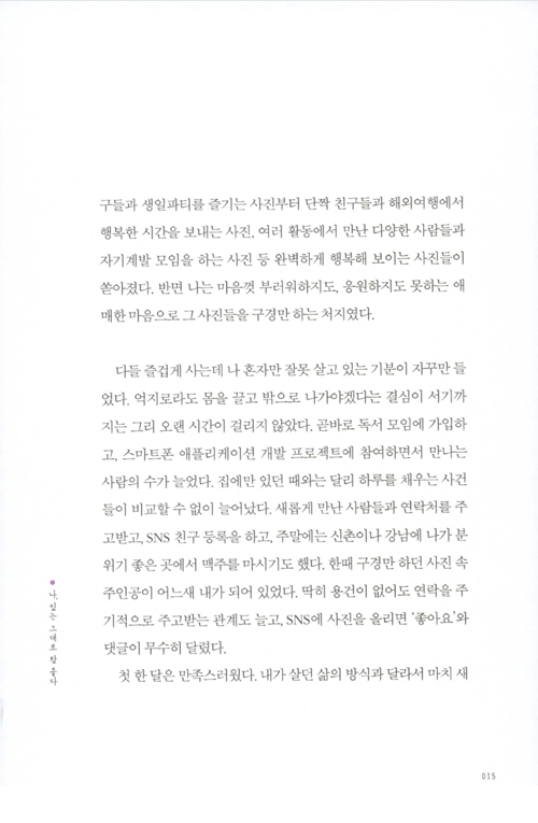 구들과 생일파티를 즐기는 사진부터 단짝 친구들과 해외여행에서
행복한 시간을 보내는 사진, 여러 활동에서 만난 다양한 사람들과
자기계발 모임을 하는 사진 등 완벽하게 행복해 보이는 사진들이
쏟아졌다. 반면 나는 마음껏 부러워하지도, 응원하지도 못하는 애
매한 마음으로 그 사진들을 구경만 하는 처지였다.
다들 즐겁게 사는데 나 혼자만 잘못 살고 있는 기분이 자꾸만 들
었다. 억지로라도 몸을 끌고 밖으로 나가야겠다는 결심이 서기까
지는 그리 오랜 시간이 걸리지 않았다. 곧바로 독서 모임에 가입하
고, 스마트폰 애플리케이션 개발 프로젝트에 참여하면서 만나는
사람의 수가 늘었다. 집에만 있던 때와는 달리 하루를 채우는 사건
들이 비교할 수 없이 늘어났다. 새롭게 만난 사람들과 연락처를 주
고받고, SNS 친구 등록을 하고, 주말에는 신촌이나 강남에 나가 분
위기 좋은 곳에서 맥주를 마시기도 했다. 한때 구경만 하던 사진 속
주인공이 어느새 내가 되어 있었다. 딱히 용건이 없어도 연락을 주
기적으로 주고받는 관계도 늘고, SNS에 사진을 올리면 ‘좋아요’와
댓글이 무수히 달렸다.
첫 한 달은 만족스러웠다. 내가 살던 삶의 방식과 달라서 마치 새
나, 있는 그대로 참 좋다
015